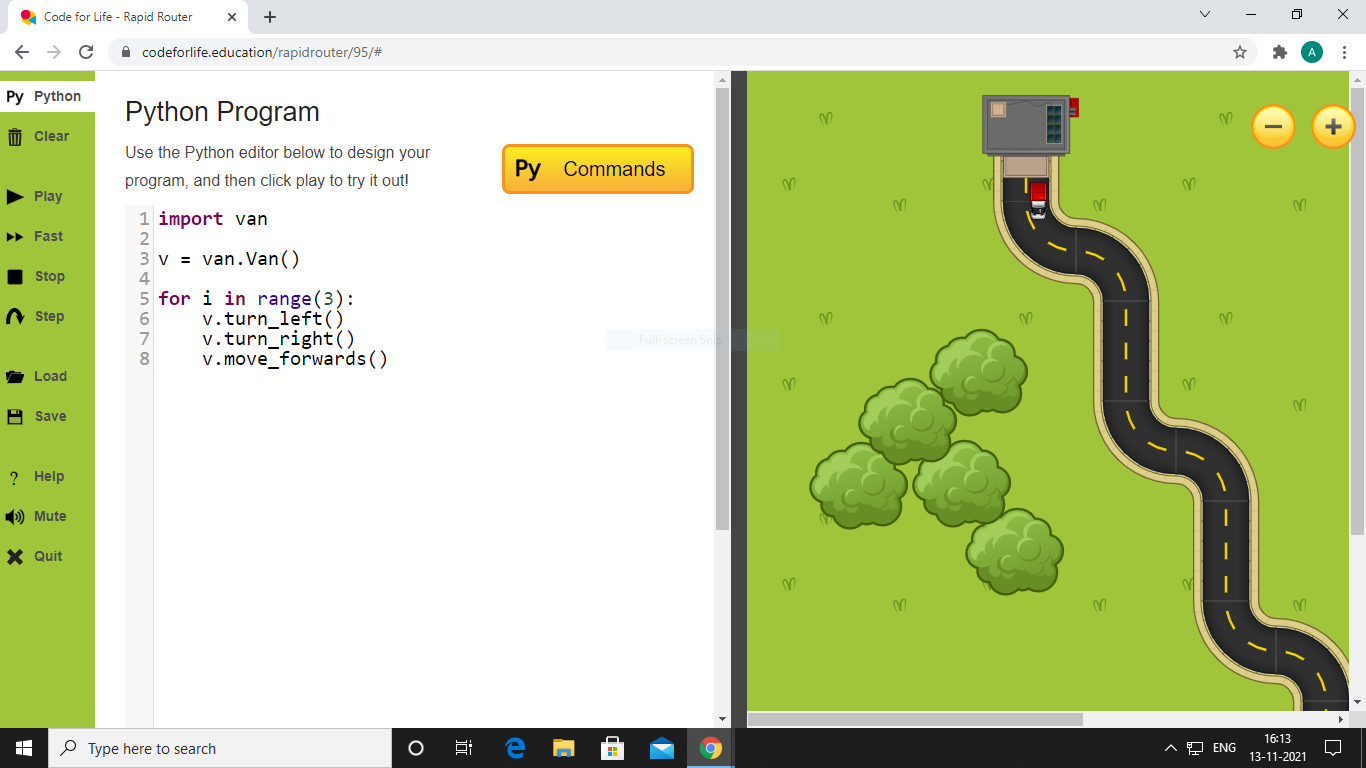 Code for Life - Rapid Router
codeforlife.education/rapidrouter/95/#
A
Py Python
Clear
Play
Fast
Stop
Step
Load
Save
? Help
Mute
Quit
Python Program
Use the Python editor below to design your
program, and then click play to try it out!
Py Commands
1 import van
2
3 v = van.Van()
4
5 for i in range(3):
6 v.turn_left()
7 v.turn_right()
8 v.move_forwards()
Full-screen Snip
Type here to search
ENG
16:13
13-11-2021